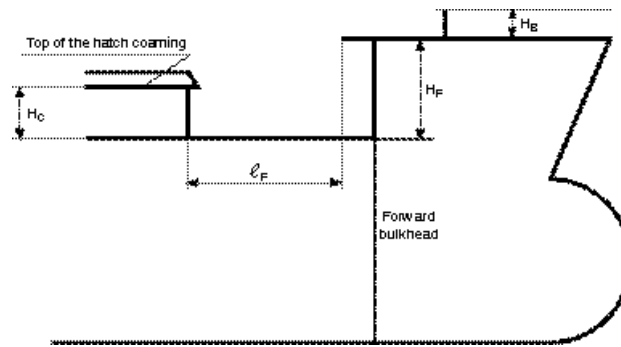 H_B
Top of the hatch coaming
H_F
H_C
ℓ_F
Forward
bulkhead